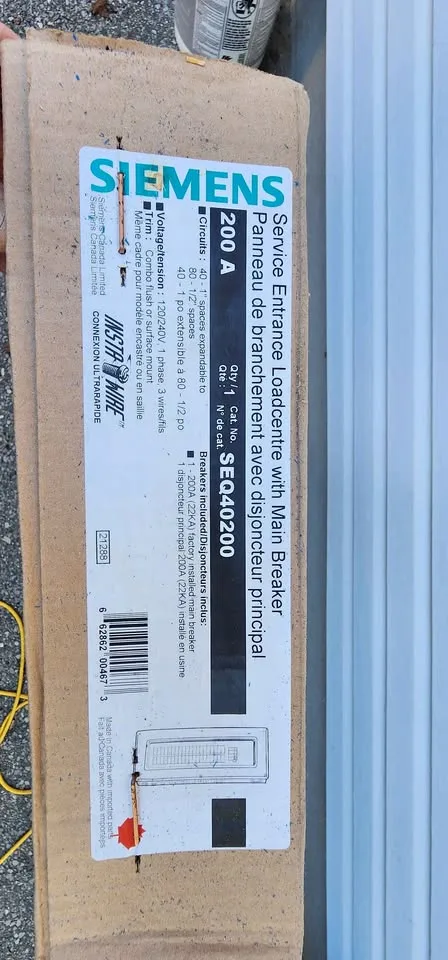 SIEMENS
Service Entrance Loadcentre with Main Breaker
Panneau de branchement avec disjoncteur principal
200 A
Qty / Qté : 1
Cat. No. N° de cat. SEQ40200
Circuits : 40 - 1" spaces expandable to
80 - 1/2" spaces
40 - 1 po extensible à 80 - 1/2 po
Voltage/tension : 120/240V, 1 phase, 3 wires/fils
Trim : Combo flush or surface mount
Même cadre pour modèle encastré ou en saillie
Breakers included/Disjoncteurs inclus:
1 - 200A (22KA) factory installed main breaker
1 disjoncteur principal 200A (22KA) installé en usine
Siemens Canada Limited
Siemens Canada Limitée
INSTA WIRE
CONNEXION ULTRARAPIDE
21288
6 62862 00467 3
Made in Canada with imported parts
Fait au Canada avec pièces importées